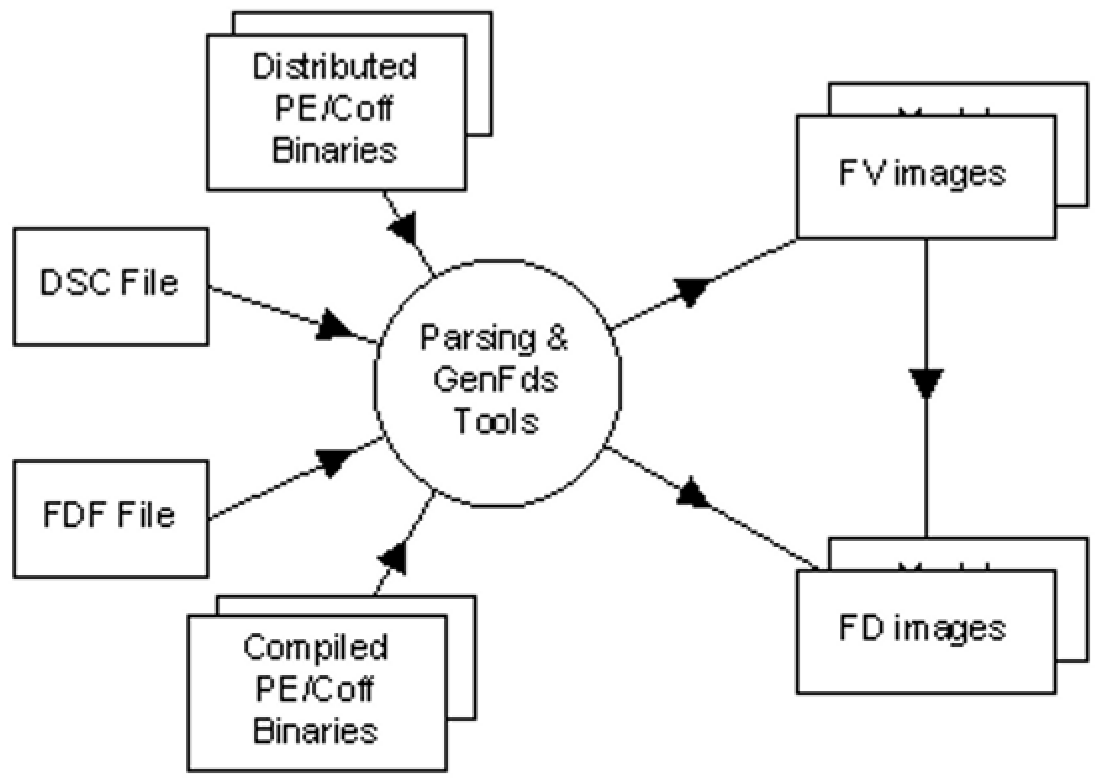 Distributed
PE/Coff
Binaries
FV images
DSC File
Parsing &
GenFds
Tools
FDF File
FD images
Compiled
PE/Coff
Binaries